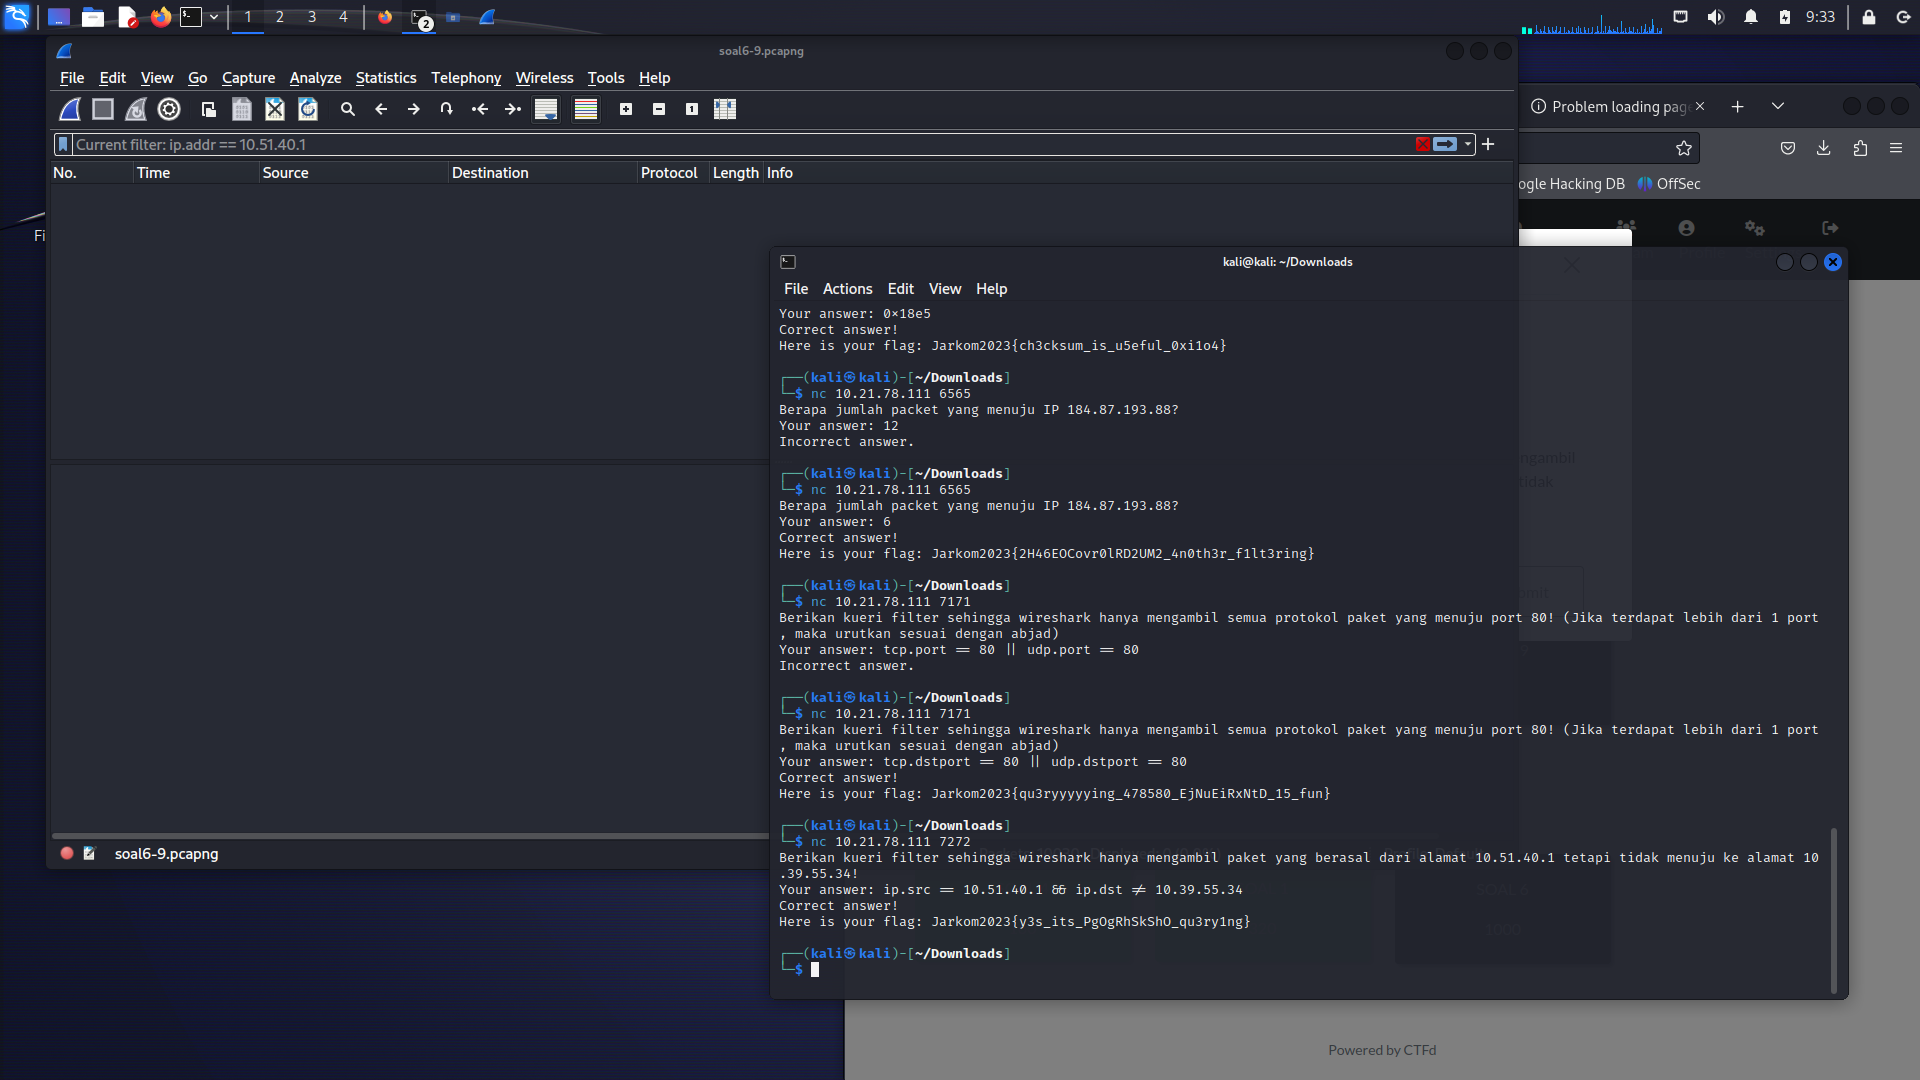 1 2 3 4 2 9:33
soal6-9.pcapng
File Edit View Go Capture Analyze Statistics Telephony Wireless Tools Help
Current filter: ip.addr == 10.51.40.1
No. Time Source Destination Protocol Length Info
Problem loading pag
ogle Hacking DB OffSec
Fi
kali@kali: ~/Downloads
File Actions Edit View Help
Your answer: 0×18e5
Correct answer!
Here is your flag: Jarkom2023{ch3cksum_is_u5eful_0xi1o4}
┌──(kali㉿kali)-[~/Downloads]
└─$ nc 10.21.78.111 6565
Berapa jumlah packet yang menuju IP 184.87.193.88?
Your answer: 12
Incorrect answer.
┌──(kali㉿kali)-[~/Downloads]
└─$ nc 10.21.78.111 6565
Berapa jumlah packet yang menuju IP 184.87.193.88?
Your answer: 6
Correct answer!
Here is your flag: Jarkom2023{2H46EOCovr0lRD2UM2_4n0th3r_f1lt3ring}
┌──(kali㉿kali)-[~/Downloads]
└─$ nc 10.21.78.111 7171
Berikan kueri filter sehingga wireshark hanya mengambil semua protokol paket yang menuju port 80! (Jika terdapat lebih dari 1 port
, maka urutkan sesuai dengan abjad)
Your answer: tcp.port == 80 || udp.port == 80
Incorrect answer.
┌──(kali㉿kali)-[~/Downloads]
└─$ nc 10.21.78.111 7171
Berikan kueri filter sehingga wireshark hanya mengambil semua protokol paket yang menuju port 80! (Jika terdapat lebih dari 1 port
, maka urutkan sesuai dengan abjad)
Your answer: tcp.dstport == 80 || udp.dstport == 80
Correct answer!
Here is your flag: Jarkom2023{qu3ryyyyying_478580_EjNuEiRxNtD_15_fun}
┌──(kali㉿kali)-[~/Downloads]
└─$ nc 10.21.78.111 7272
Berikan kueri filter sehingga wireshark hanya mengambil paket yang berasal dari alamat 10.51.40.1 tetapi tidak menuju ke alamat 10
.39.55.34!
Your answer: ip.src == 10.51.40.1 && ip.dst != 10.39.55.34
Correct answer!
Here is your flag: Jarkom2023{y3s_its_PgOgRhSkShO_qu3ry1ng}
┌──(kali㉿kali)-[~/Downloads]
└─$
ngambil
tidak
soal6-9.pcapng
Powered by CTFd